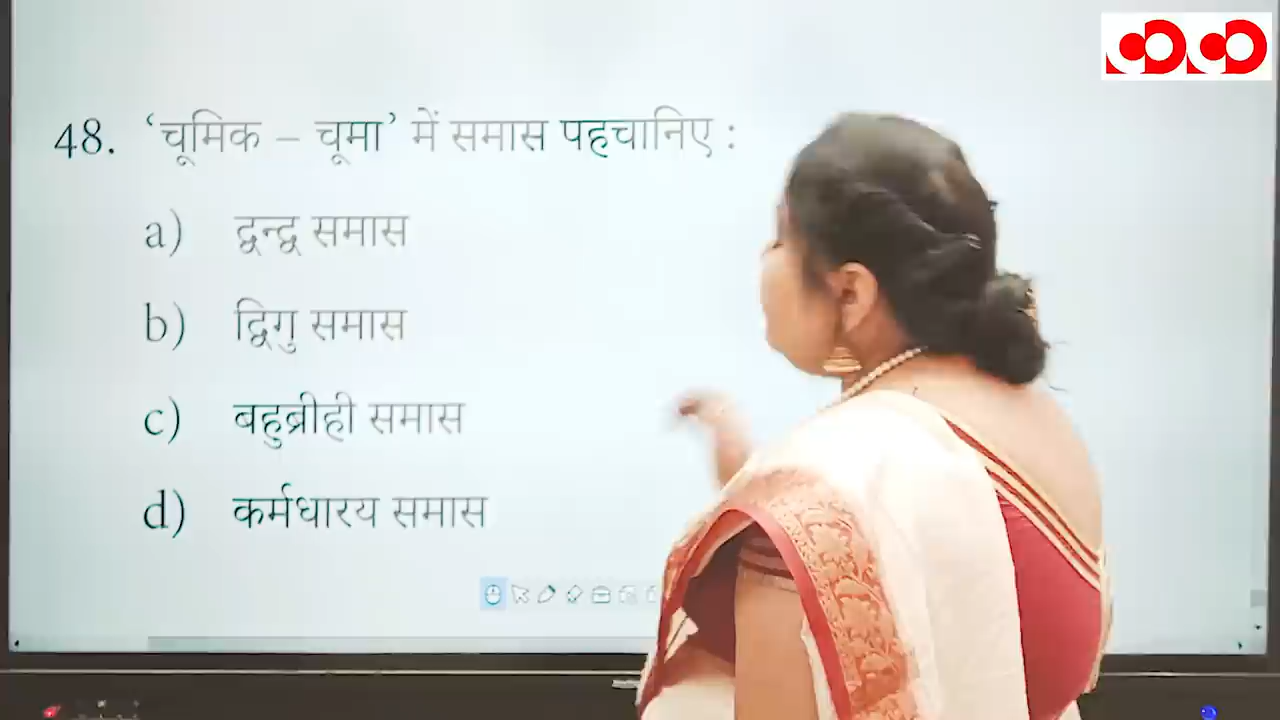 48. ‘चूमिक – चूमा’ में समास पहचानिए :
a) द्वन्द्व समास
b) द्विगु समास
c) बहुब्रीही समास
d) कर्मधारय समास